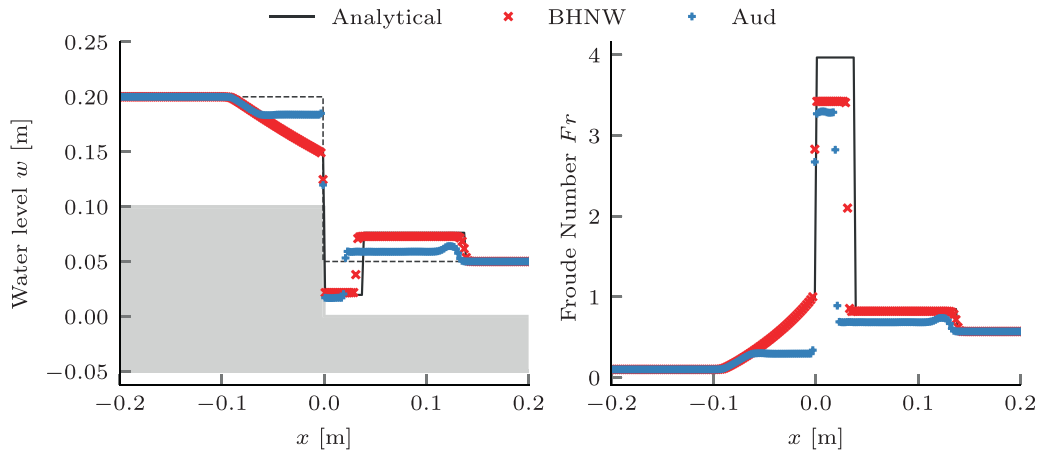 Analytical BHNW Aud
0.25
0.20
0.15
0.10
0.05
0.00
−0.05
Water level w [m]
−0.2 −0.1 0.0 0.1 0.2
x [m]
4
3
2
1
0
Froude Number Fr
−0.2 −0.1 0.0 0.1 0.2
x [m]